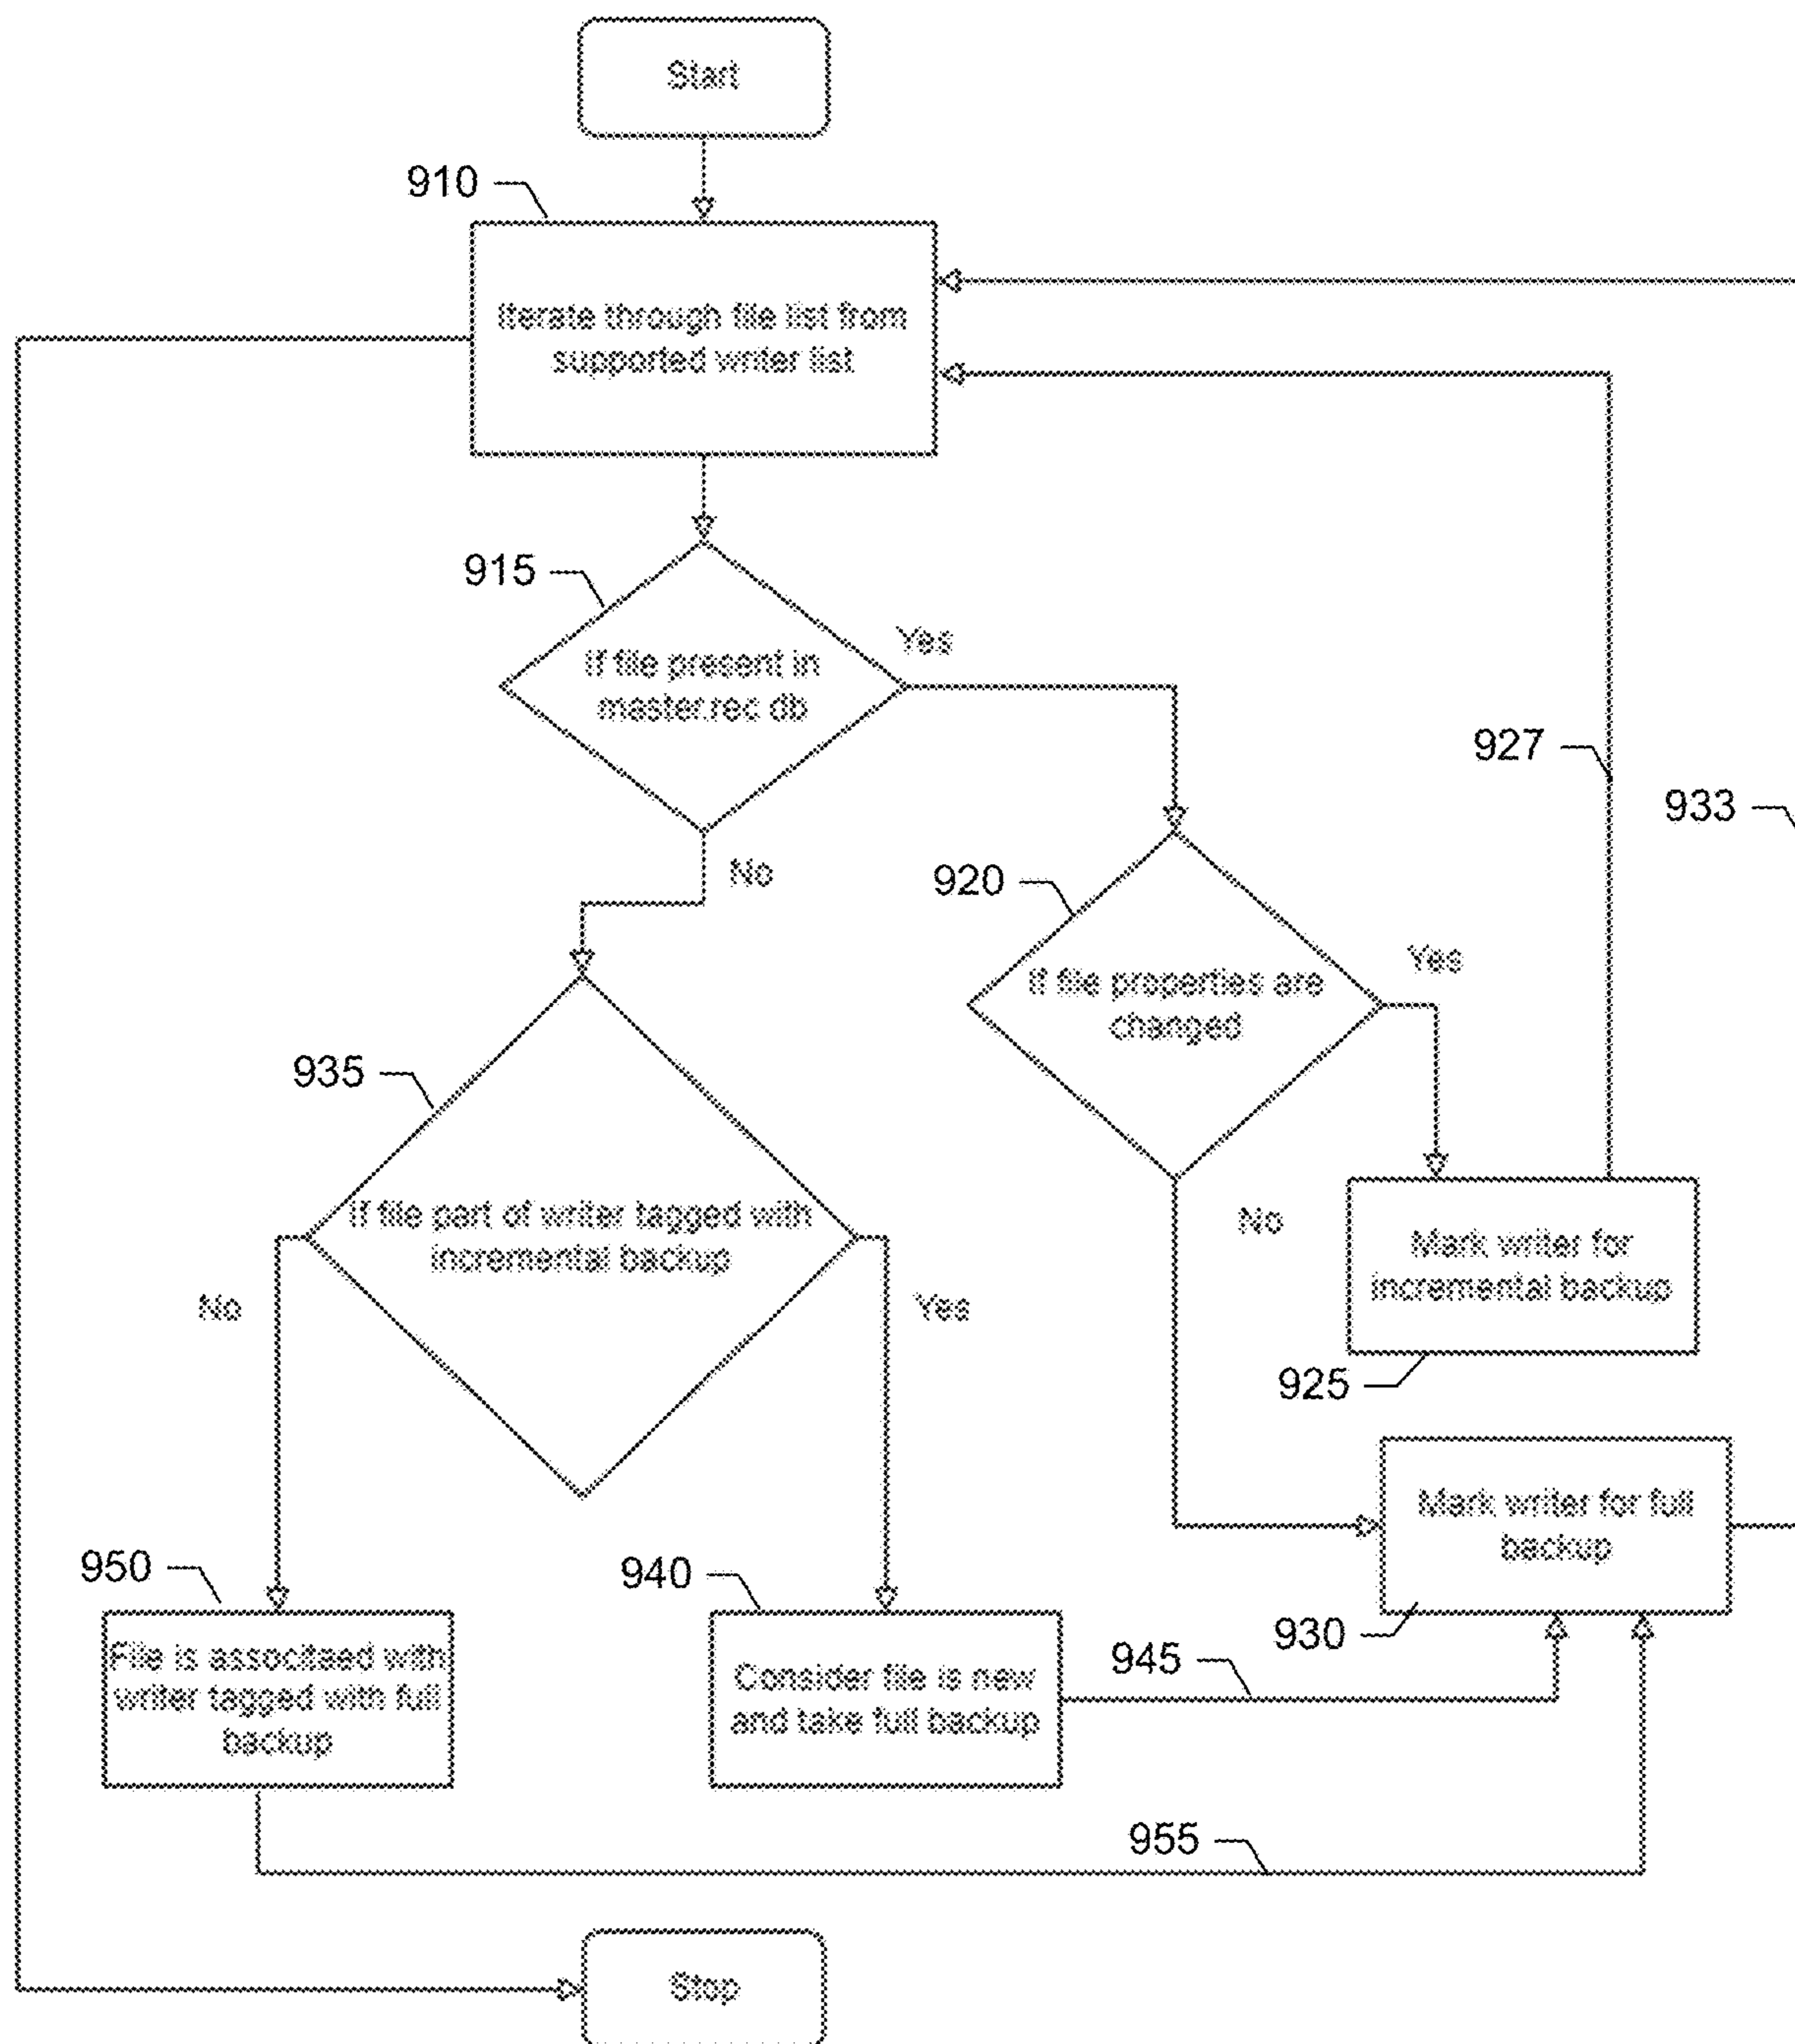 Start
910
Iterate through file list from
supported writer list
915
If file present in
master.rec db
Yes
927
933
No
920
If file properties are
changed
Yes
935
If file part of writer tagged with
incremental backup
No
Mark writer for
incremental backup
No
Yes
925
Mark writer for full
backup
950
940
930
File is associtaed with
writer tagged with full
backup
Consider file is new
and take full backup
945
955
Stop